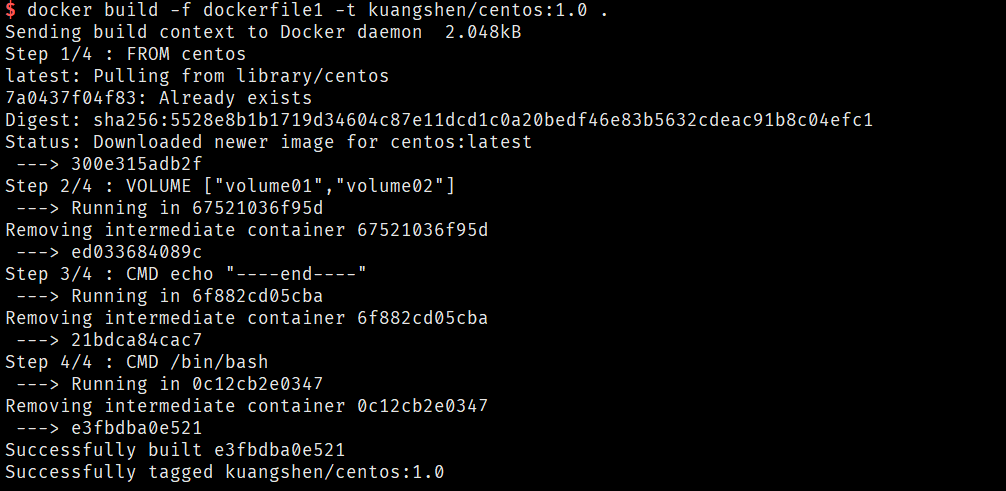 $ docker build -f dockerfile1 -t kuangshen/centos:1.0 .
Sending build context to Docker daemon  2.048kB
Step 1/4 : FROM centos
latest: Pulling from library/centos
7a0437f04f83: Already exists
Digest: sha256:5528e8b1b1719d34604c87e11dcd1c0a20bedf46e83b5632cdeac91b8c04efc1
Status: Downloaded newer image for centos:latest
 ---> 300e315adb2f
Step 2/4 : VOLUME ["volume01","volume02"]
 ---> Running in 67521036f95d
Removing intermediate container 67521036f95d
 ---> ed033684089c
Step 3/4 : CMD echo "----end----"
 ---> Running in 6f882cd05cba
Removing intermediate container 6f882cd05cba
 ---> 21bdca84cac7
Step 4/4 : CMD /bin/bash
 ---> Running in 0c12cb2e0347
Removing intermediate container 0c12cb2e0347
 ---> e3fbdba0e521
Successfully built e3fbdba0e521
Successfully tagged kuangshen/centos:1.0